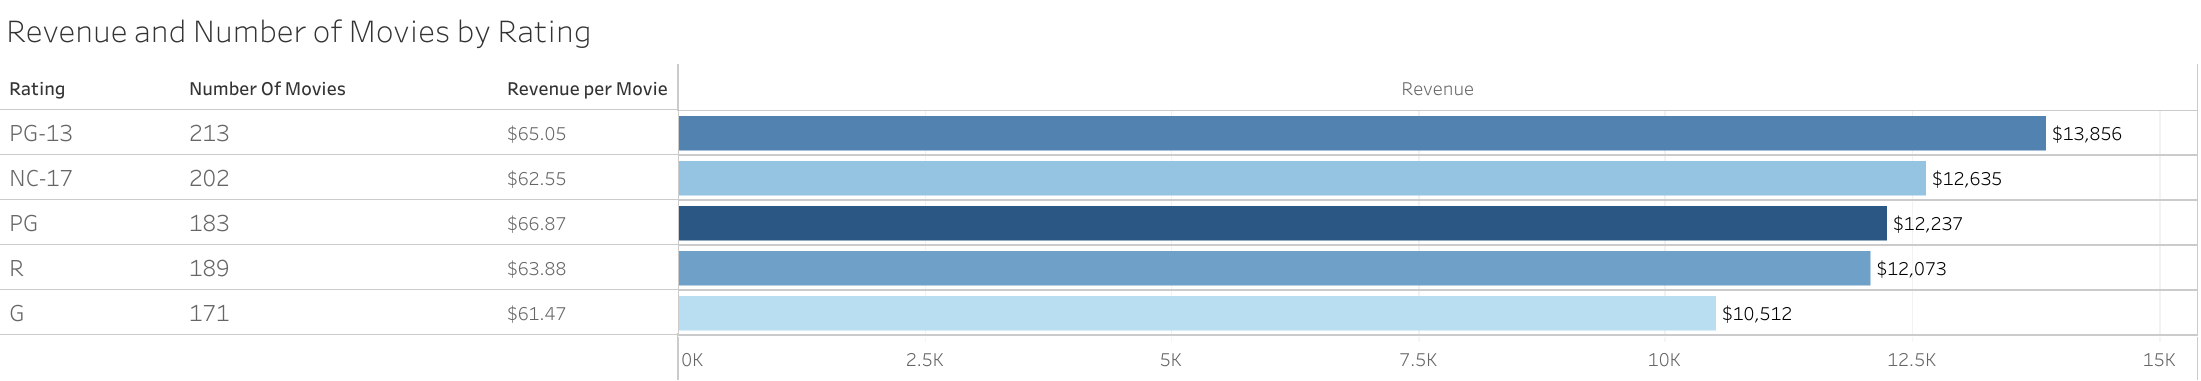 Revenue and Number of Movies by Rating
Rating Number Of Movies Revenue per Movie Revenue
PG-13 213 $65.05 $13,856
NC-17 202 $62.55 $12,635
PG 183 $66.87 $12,237
R 189 $63.88 $12,073
G 171 $61.47 $10,512
0K 2.5K 5K 7.5K 10K 12.5K 15K